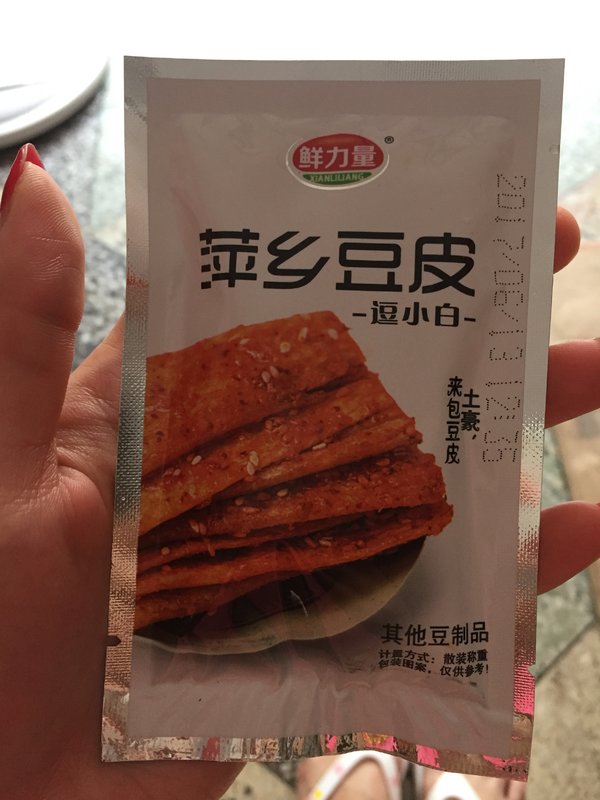 鲜力量®
XIANLILIANG
萍乡豆皮
-逗小白-
土豪，
来包豆皮
2017/06/13 12:35
其他豆制品
计量方式：散装称重
包装图案，仅供参考！